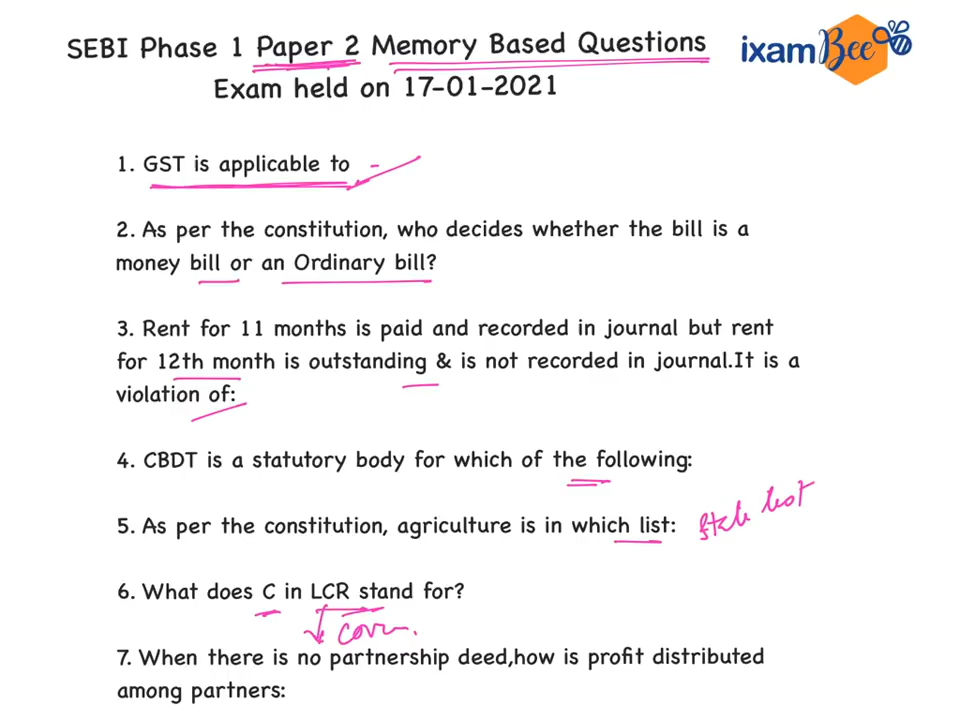 SEBI Phase 1 Paper 2 Memory Based Questions
ixamBee
Exam held on 17-01-2021
1. GST is applicable to -
2. As per the constitution, who decides whether the bill is a
money bill or an Ordinary bill?
3. Rent for 11 months is paid and recorded in journal but rent
for 12th month is outstanding & is not recorded in journal.It is a
violation of:
4. CBDT is a statutory body for which of the following:
5. As per the constitution, agriculture is in which list: State list
6. What does C in LCR stand for?
7. When there is no partnership deed,how is profit distributed
among partners: